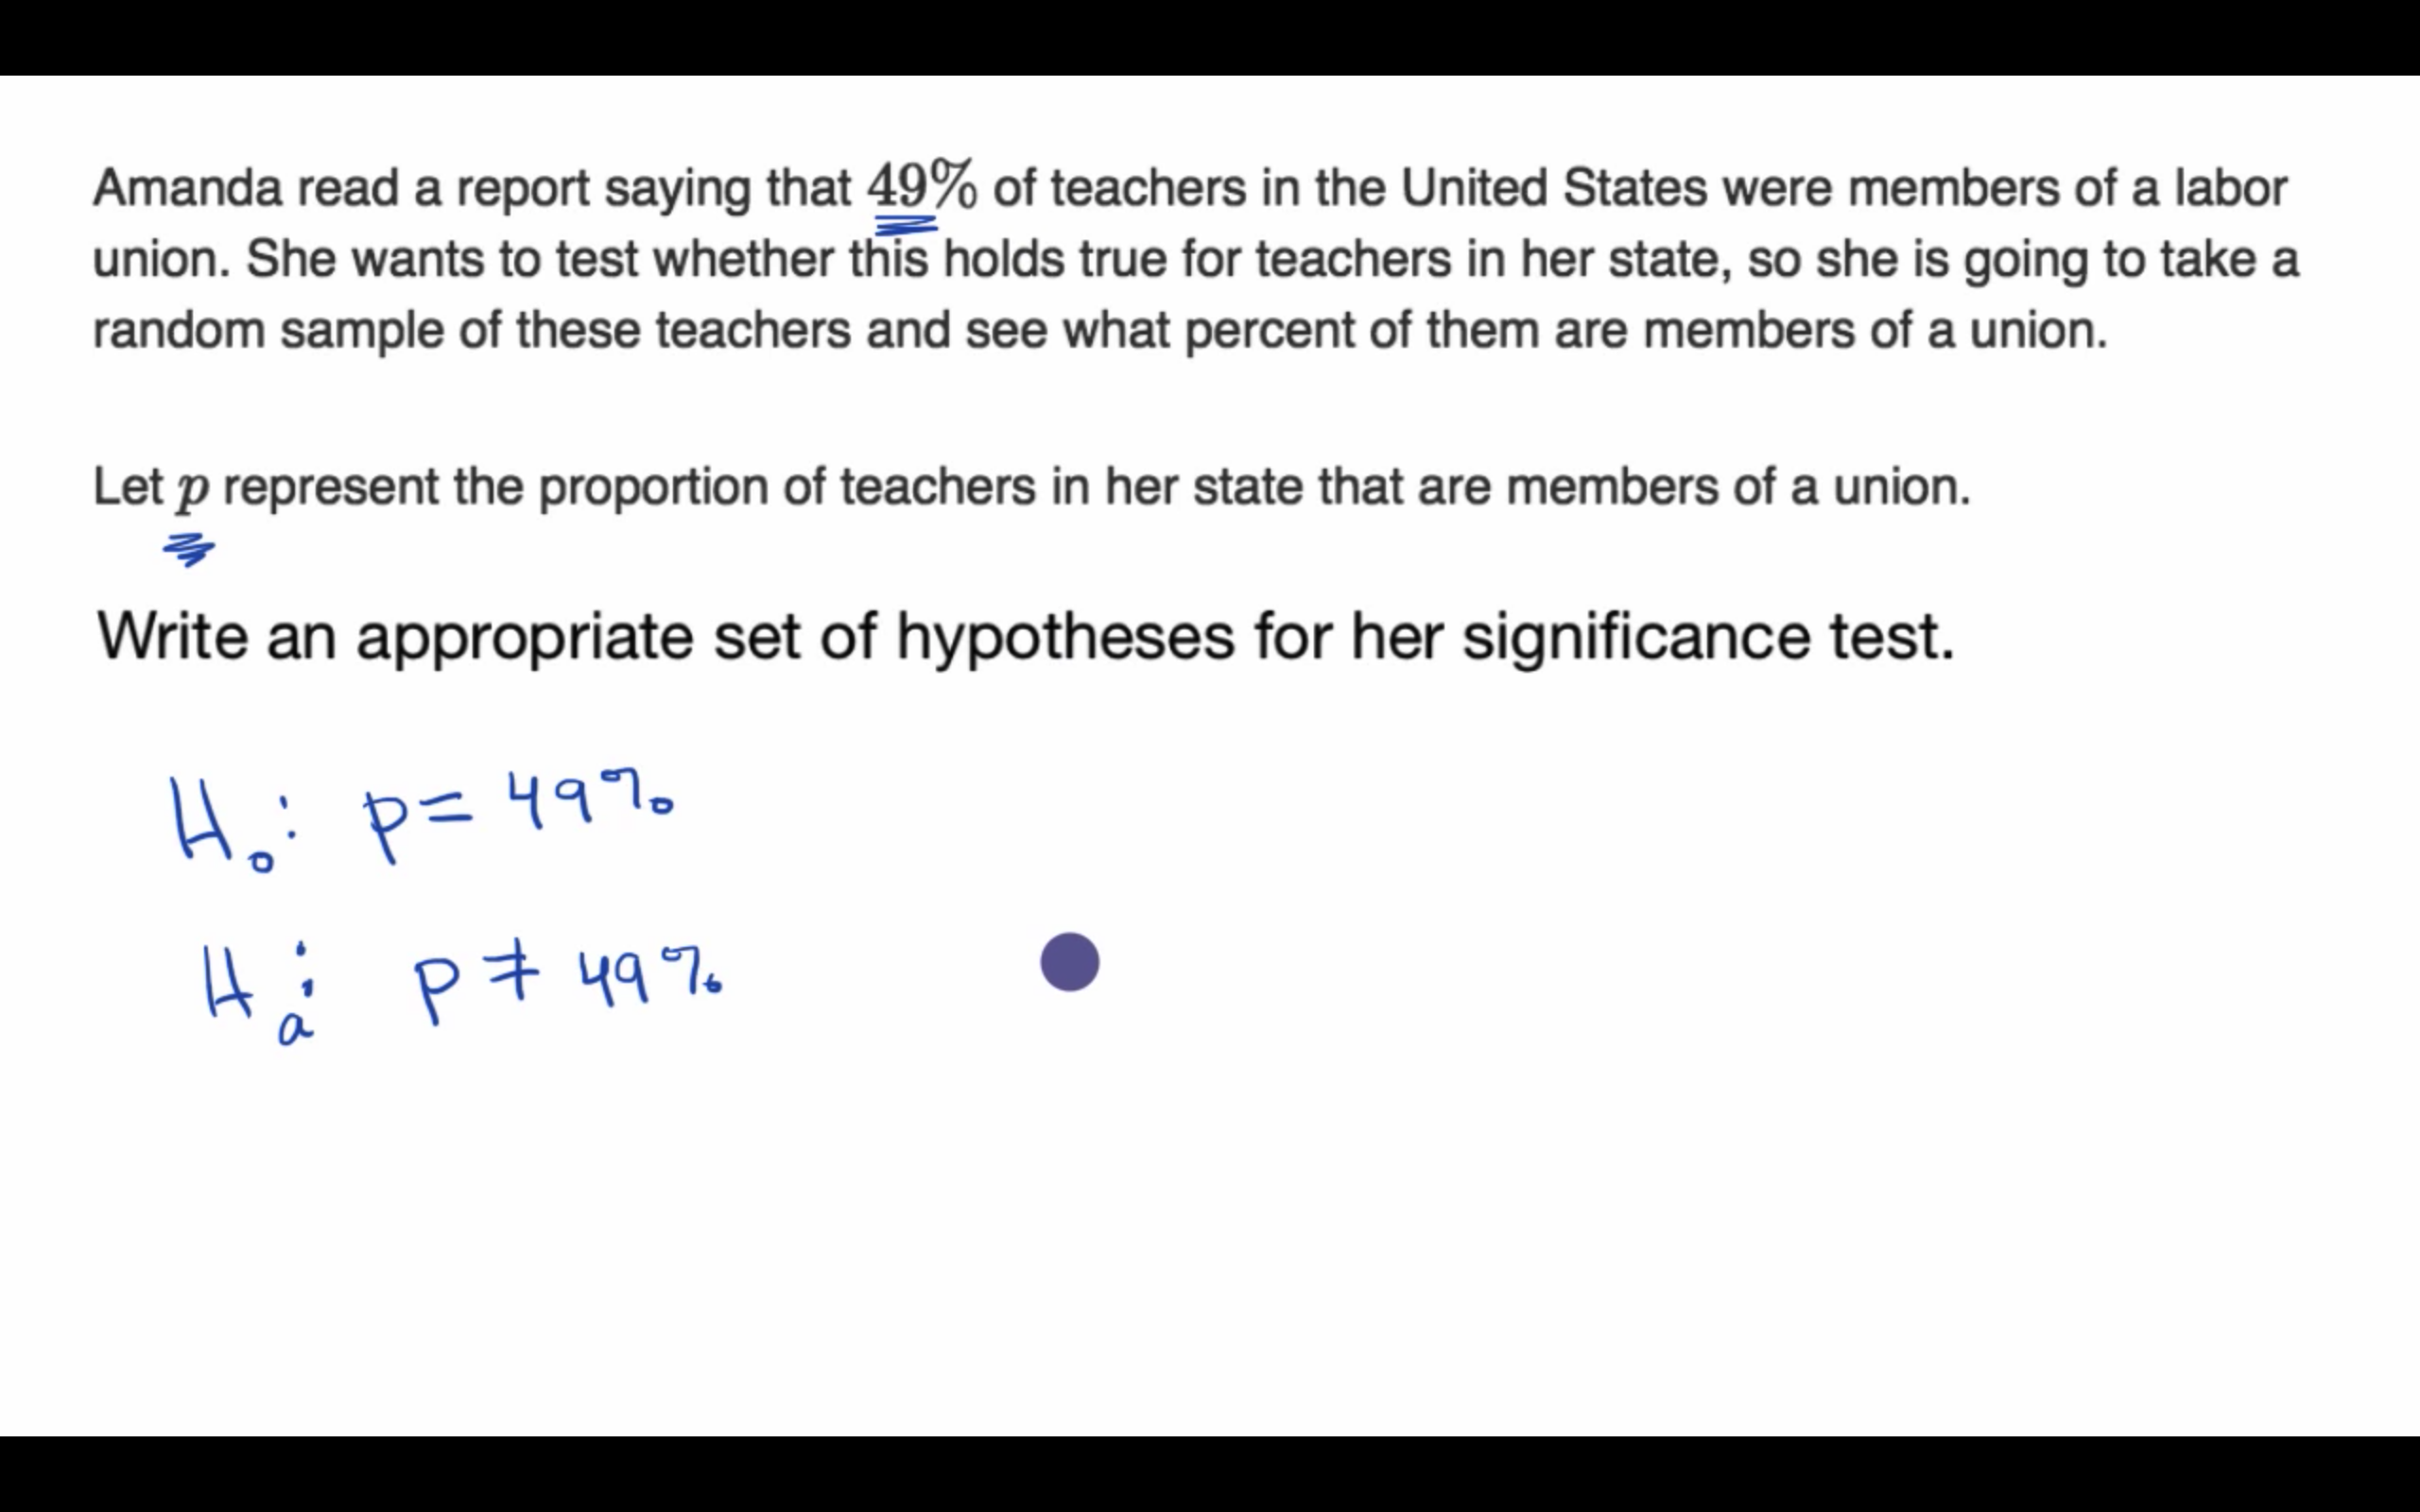 Amanda read a report saying that 49% of teachers in the United States were members of a labor
union. She wants to test whether this holds true for teachers in her state, so she is going to take a
random sample of these teachers and see what percent of them are members of a union.
Let p represent the proportion of teachers in her state that are members of a union.
Write an appropriate set of hypotheses for her significance test.
H₀: p = 49%
Hₐ: p ≠ 49%